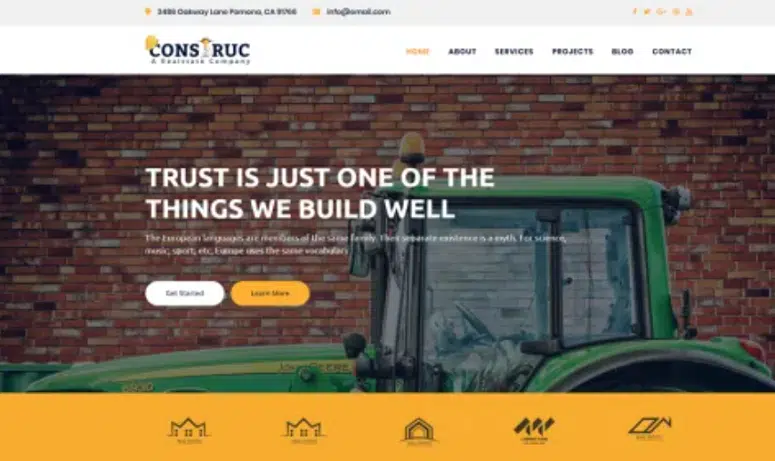 3486 Oakway Lane Pomona, CA 91766 info@email.com
CONSTRUC
A Realstate Company
HOME ABOUT SERVICES PROJECTS BLOG CONTACT
TRUST IS JUST ONE OF THE
THINGS WE BUILD WELL
The European languages are members of the same family. Their separate existence is a myth. For science,
music, sport, etc, Europe uses the same vocabulary
Get Started Learn More
JOHN DEERE
6930